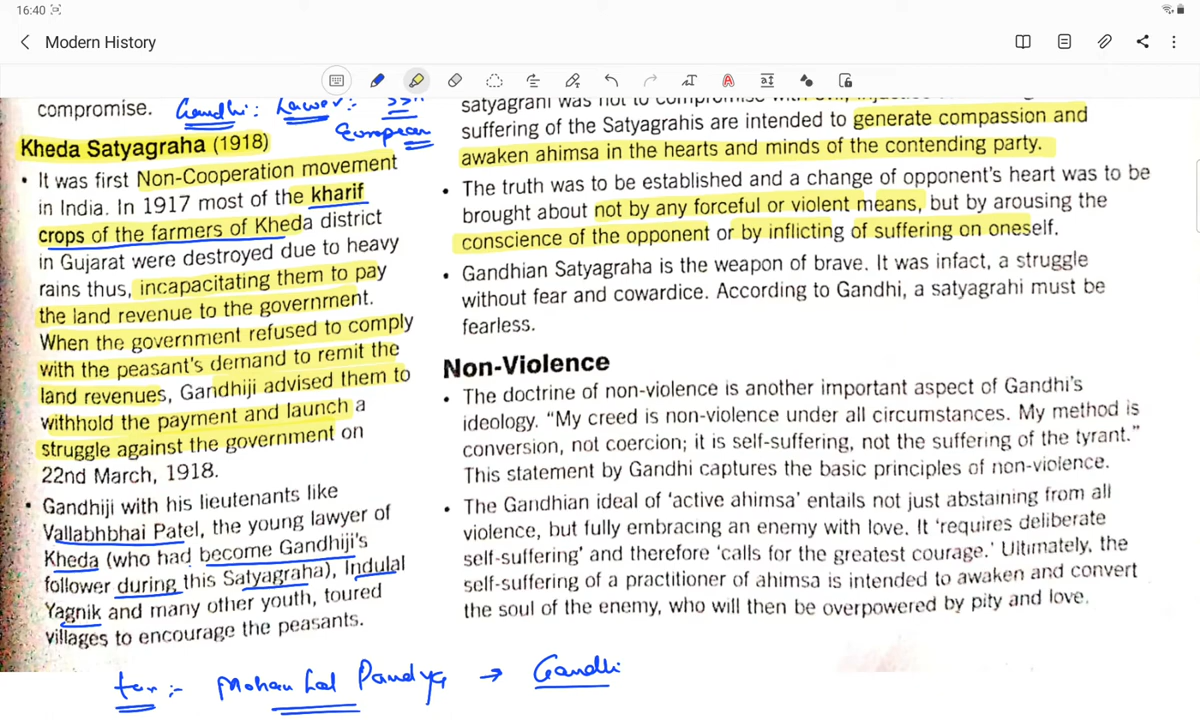 16:40
Modern History
compromise. Gandhi :
European
Kheda Satyagraha (1918)
• It was first Non-Cooperation movement
in India. In 1917 most of the kharif
crops of the farmers of Kheda district
in Gujarat were destroyed due to heavy
rains thus, incapacitating them to pay
the land revenue to the government.
When the government refused to comply
with the peasant's demand to remit the
land revenues, Gandhiji advised them to
withhold the payment and launch a
struggle against the government on
22nd March, 1918.
• Gandhiji with his lieutenants like
Vallabhbhai Patel, the young lawyer of
Kheda (who had become Gandhiji's
follower during this Satyagraha), Indulal
Yagnik and many other youth, toured
villages to encourage the peasants.
Mohan Lal Pandya → Gandhi
satyagrahi was not to compromise with evil,
suffering of the Satyagrahis are intended to generate compassion and
awaken ahimsa in the hearts and minds of the contending party.
• The truth was to be established and a change of opponent's heart was to be
brought about not by any forceful or violent means, but by arousing the
conscience of the opponent or by inflicting of suffering on oneself.
• Gandhian Satyagraha is the weapon of brave. It was infact, a struggle
without fear and cowardice. According to Gandhi, a satyagrahi must be
fearless.
Non-Violence
• The doctrine of non-violence is another important aspect of Gandhi's
ideology. “My creed is non-violence under all circumstances. My method is
conversion, not coercion; it is self-suffering, not the suffering of the tyrant.”
This statement by Gandhi captures the basic principles of non-violence.
• The Gandhian ideal of ‘active ahimsa’ entails not just abstaining from all
violence, but fully embracing an enemy with love. It ‘requires deliberate
self-suffering’ and therefore ‘calls for the greatest courage.’ Ultimately, the
self-suffering of a practitioner of ahimsa is intended to awaken and convert
the soul of the enemy, who will then be overpowered by pity and love.